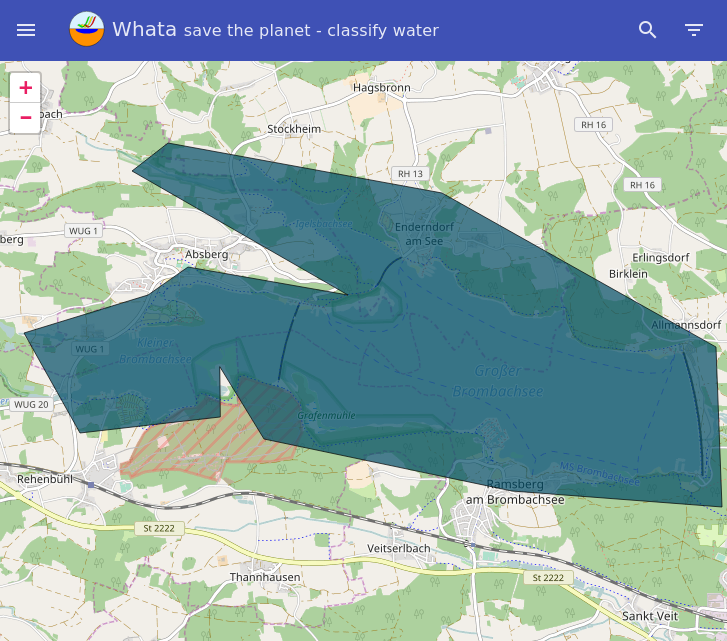 Whata save the planet - classify water
+
-
bach
Hagsbronn
Stockheim
RH 16
RH 13
RH 16
WUG 1
Igelsbachsee
Enderndorf
am See
berg
Absberg
Erlingsdorf
Birklein
Allmannsdorf
WUG 1
Kleiner
Brombachsee
Großer
Brombachsee
WUG 20
Grafenmühle
MS Brombachsee
Rehenbühl
Ramsberg
am Brombachsee
St 2222
Veitserlbach
Thannhausen
St 2222
Sankt Veit